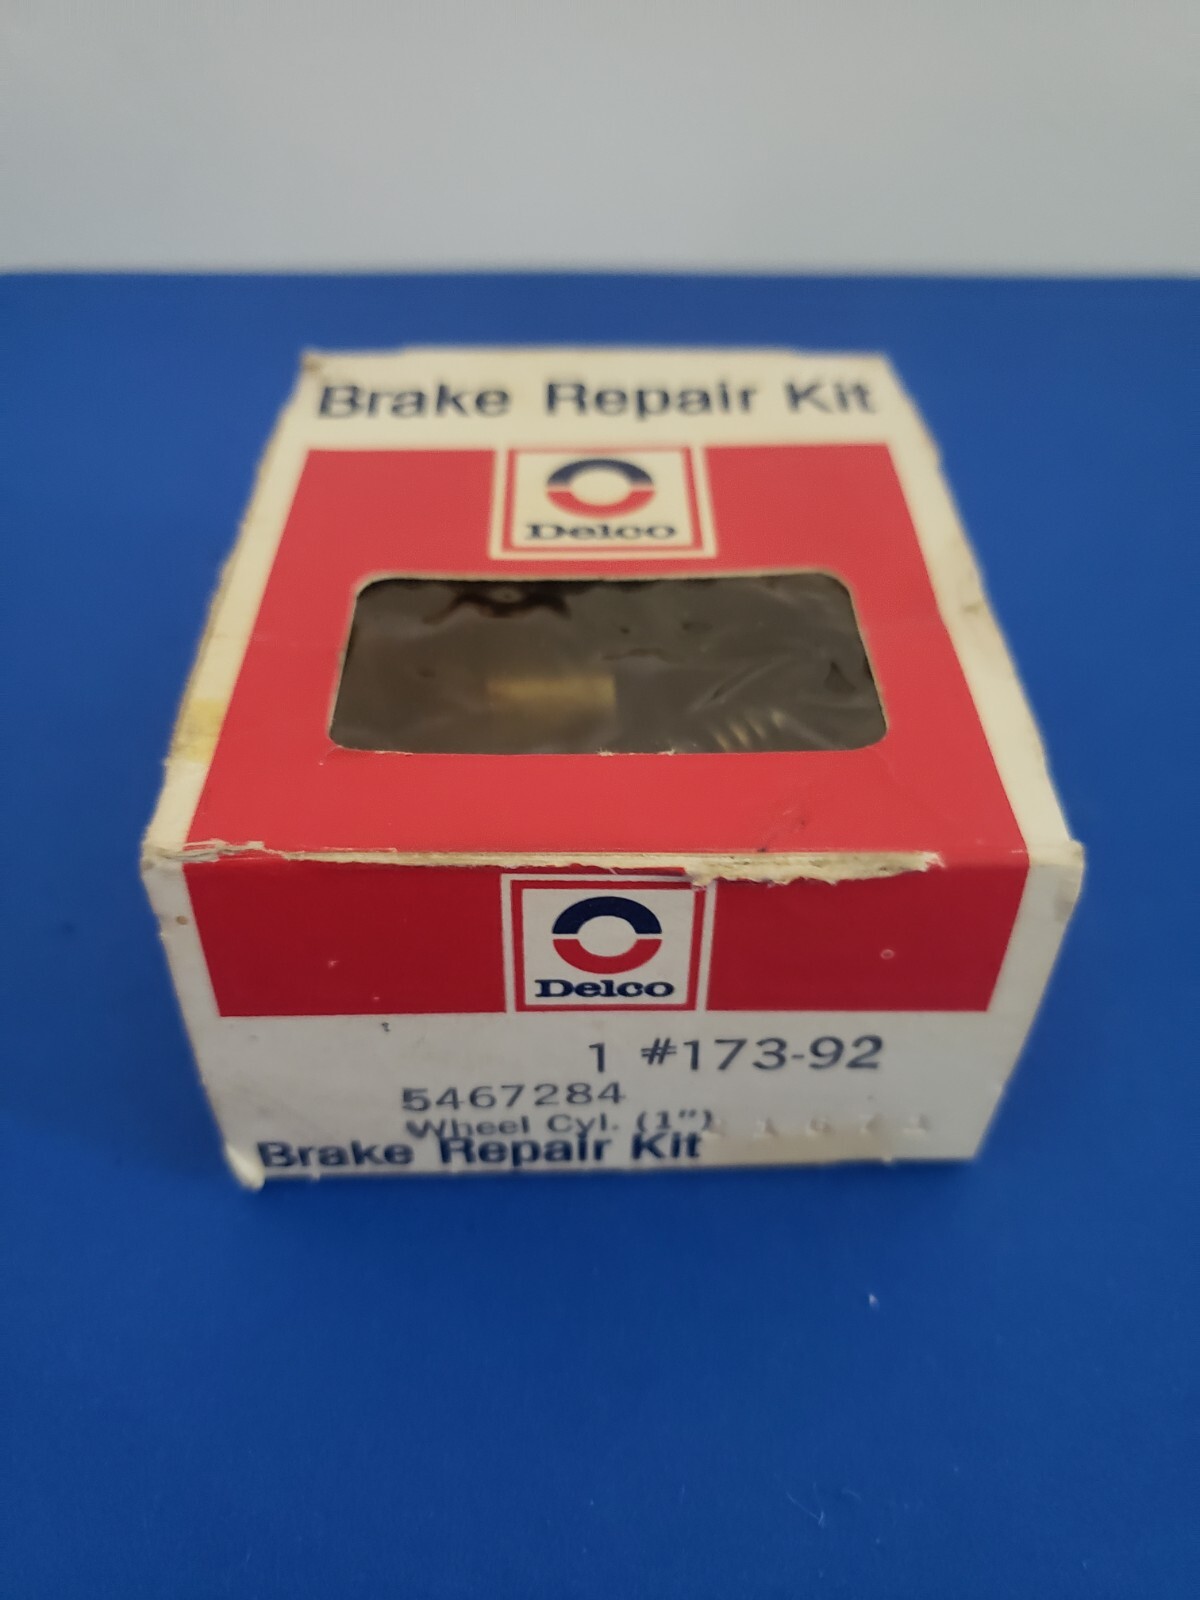 Brake Repair Kit
Delco
Delco
1 #173-92
5467284
Wheel Cyl. (1")
Brake Repair Kit